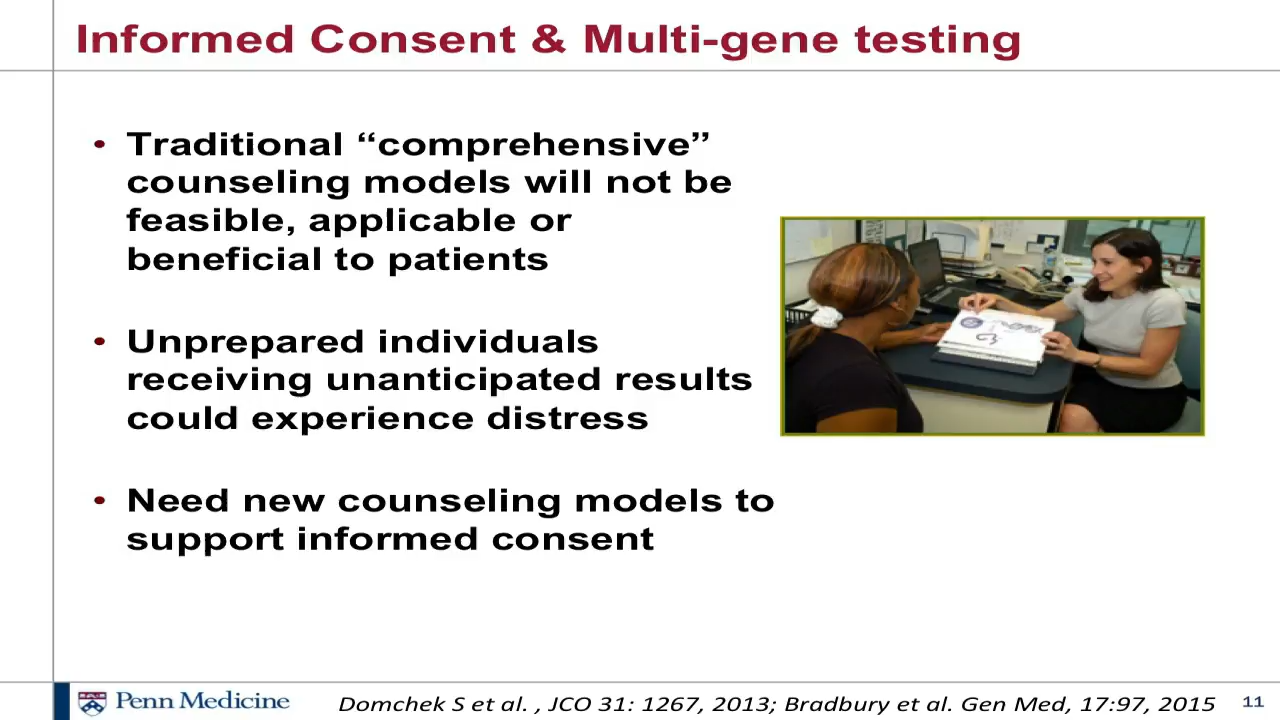 Informed Consent & Multi-gene testing
• Traditional “comprehensive”
counseling models will not be
feasible, applicable or
beneficial to patients
• Unprepared individuals
receiving unanticipated results
could experience distress
• Need new counseling models to
support informed consent
Penn Medicine
Domchek S et al. , JCO 31: 1267, 2013; Bradbury et al. Gen Med, 17:97, 2015
11